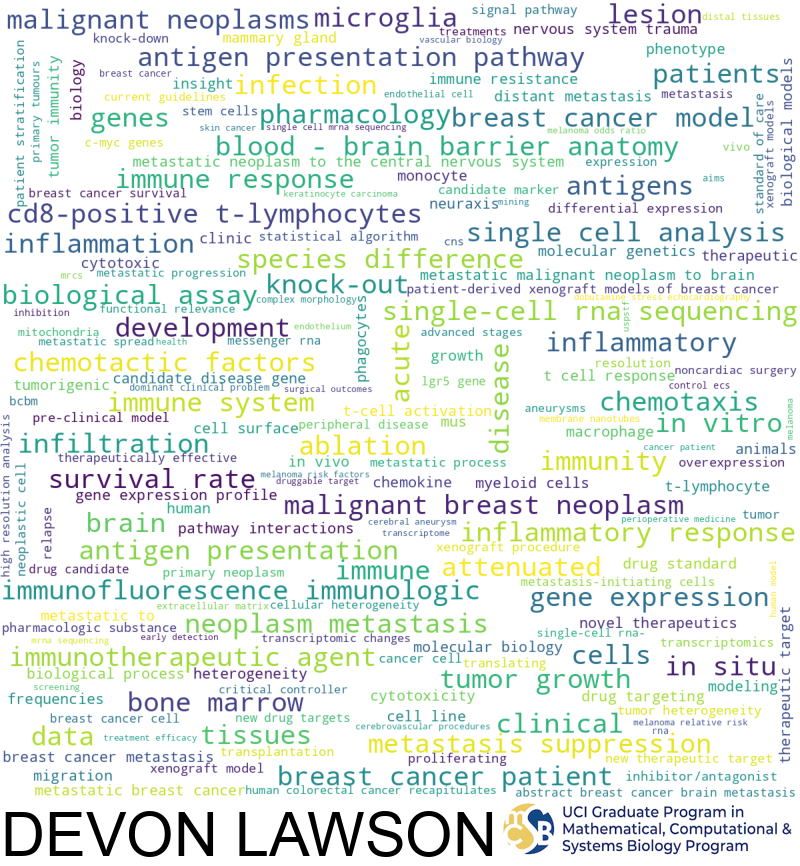 malignant neoplasms microglia signal pathway lesion distal tissues
knock-down mammary gland vascular biology treatments nervous system trauma
antigen presentation pathway phenotype
breast cancer insight infection immune resistance patients
current guidelines endothelial cell distant metastasis metastasis
genes stem cells pharmacology breast cancer model
skin cancer single cell mrna sequencing melanoma odds ratio
c-myc genes blood - brain barrier anatomy vivo
metastatic neoplasm to the central nervous system expression
immune response monocyte candidate marker antigens aims
breast cancer survival keratinocyte carcinoma neuraxis mining differential expression
patient stratification
primary tumours
tumor immunity
biology
standard of care
xenograft models
biological models
cd8-positive t-lymphocytes
inflammation clinic statistical algorithm cns single cell analysis
cytotoxic species difference molecular genetics therapeutic
mrcs metastatic progression knock-out metastatic malignant neoplasm to brain
biological assay complex morphology patient-derived xenograft models of breast cancer
dobutamine stress echocardiography
inhibition functional relevance single-cell rna sequencing
uspstf
mitochondria development endothelium advanced stages inflammatory
metastatic spread health messenger rna
phagocytes
acute
disease
chemotactic factors growth resolution
tumorigenic candidate disease gene lgr5 gene t cell response noncardiac surgery
dominant clinical problem surgical outcomes control ecs
bcbm immune system t-cell activation aneurysms chemotaxis
pre-clinical model cell surface peripheral disease mus membrane nanotubes macrophage in vitro
melanoma
infiltration ablation cancer patient animals
therapeutically effective in vivo metastatic process immunity overexpression
high resolution analysis
neoplastic cell
survival rate melanoma risk factors druggable target chemokine myeloid cells t-lymphocyte
gene expression profile malignant breast neoplasm
relapse
human
brain pathway interactions cerebral aneurysm transcriptome perioperative medicine tumor
inflammatory response
antigen presentation xenograft procedure
drug candidate primary neoplasm immune attenuated drug standard
metastasis-initiating cells
human model
immunofluorescence immunologic gene expression
extracellular matrix cellular heterogeneity
metastatic to neoplasm metastasis novel therapeutics
pharmacologic substance single-cell rna-
mrna sequencing early detection transcriptomic changes molecular biology transcriptomics
immunotherapeutic agent cancer cell translating cells in situ
therapeutic target
biological process heterogeneity tumor growth modeling
screening critical controller
frequencies bone marrow cytotoxicity drug targeting
tumor heterogeneity
breast cancer cell new drug targets cell line clinical melanoma relative risk
cerebrovascular procedures rna
data treatment efficacy tissues metastasis suppression
breast cancer metastasis transplantation proliferating new therapeutic target
migration xenograft model breast cancer patient inhibitor/antagonist
metastatic breast cancer human colorectal cancer recapitulates abstract breast cancer brain metastasis
DEVON LAWSON
mCSB
UCI Graduate Program in
Mathematical, Computational &
Systems Biology Program